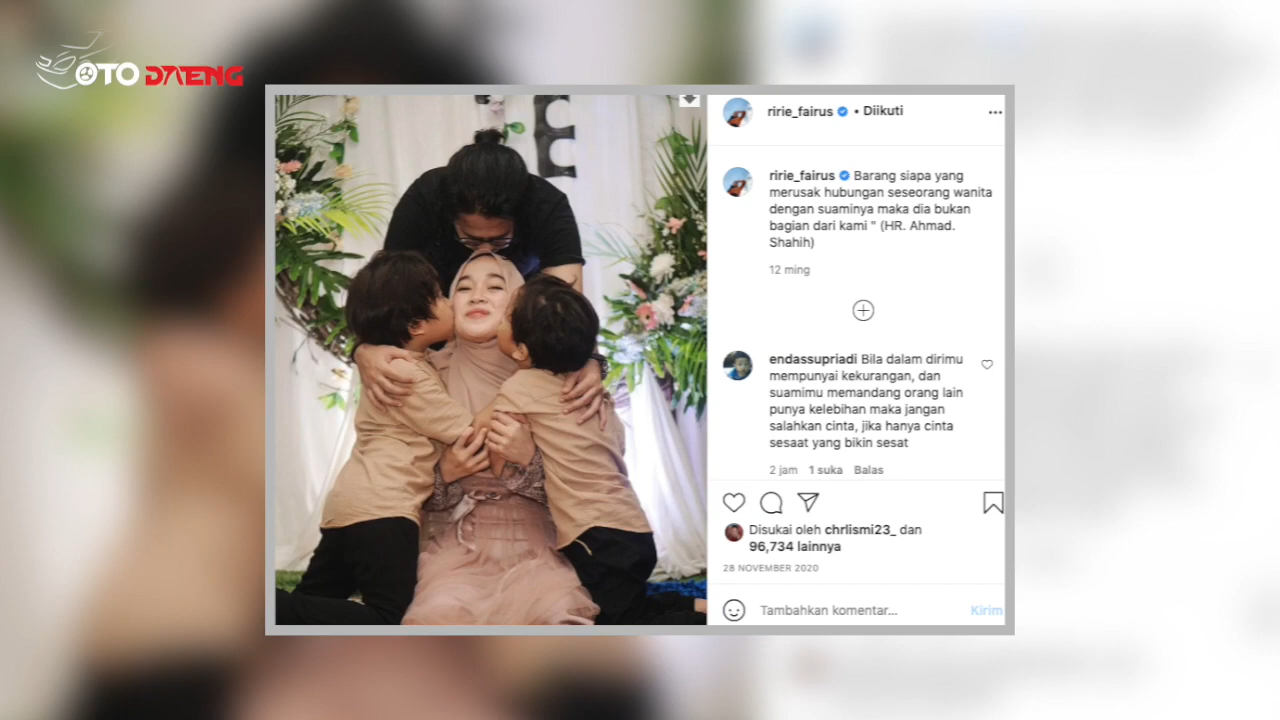 OTO DAENG
ririe_fairus • Diikuti
ririe_fairus Barang siapa yang
merusak hubungan seseorang wanita
dengan suaminya maka dia bukan
bagian dari kami " (HR. Ahmad.
Shahih)
12 ming
endassupriadi Bila dalam dirimu
mempunyai kekurangan, dan
suamimu memandang orang lain
punya kelebihan maka jangan
salahkan cinta, jika hanya cinta
sesaat yang bikin sesat
2 jam 1 suka Balas
Disukai oleh chrlismi23_ dan
96,734 lainnya
28 NOVEMBER 2020
Tambahkan komentar... Kirim